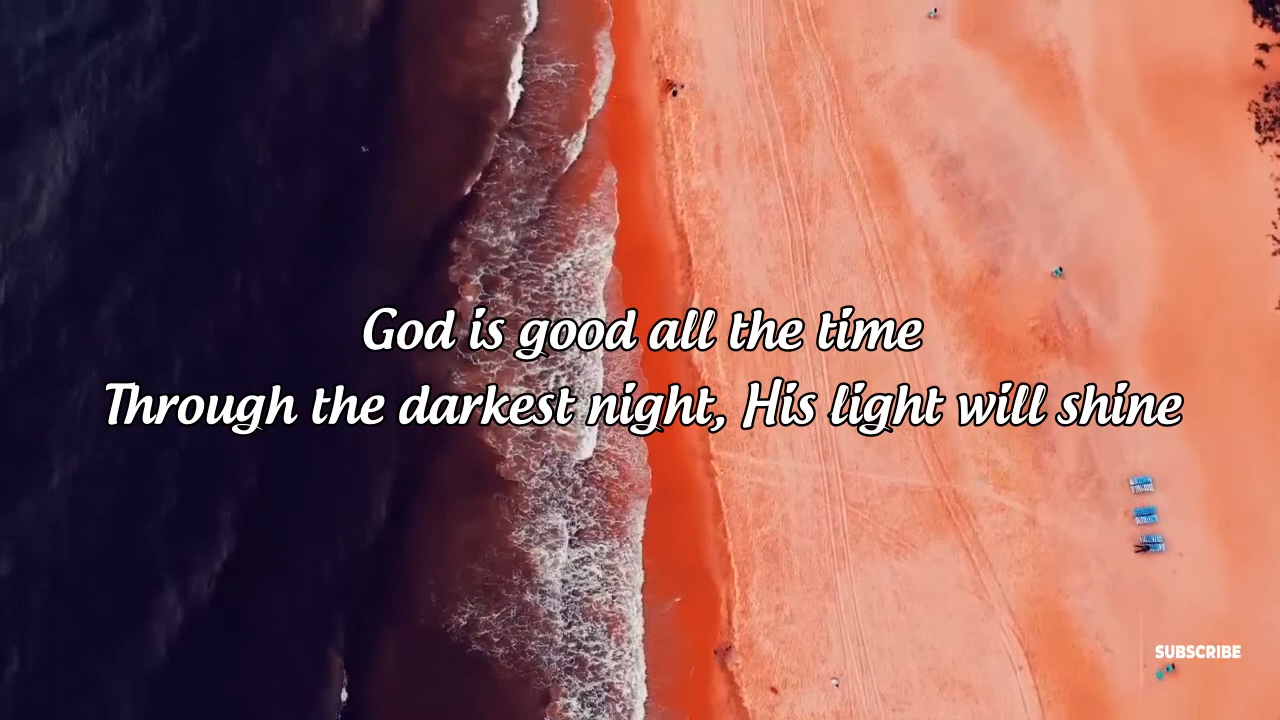 God is good all the time
Through the darkest night, His light will shine
SUBSCRIBE